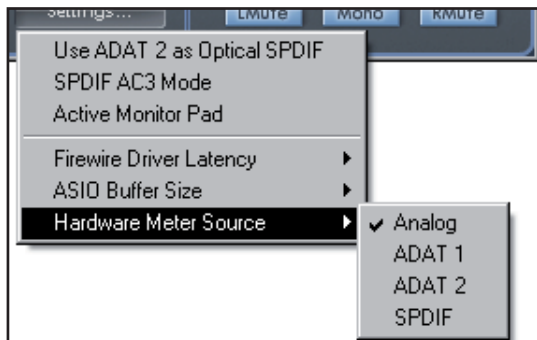 Settings...
LMute
Mono
RMute
Use ADAT 2 as Optical SPDIF
SPDIF AC3 Mode
Active Monitor Pad
Firewire Driver Latency
ASIO Buffer Size
Hardware Meter Source
Analog
ADAT 1
ADAT 2
SPDIF